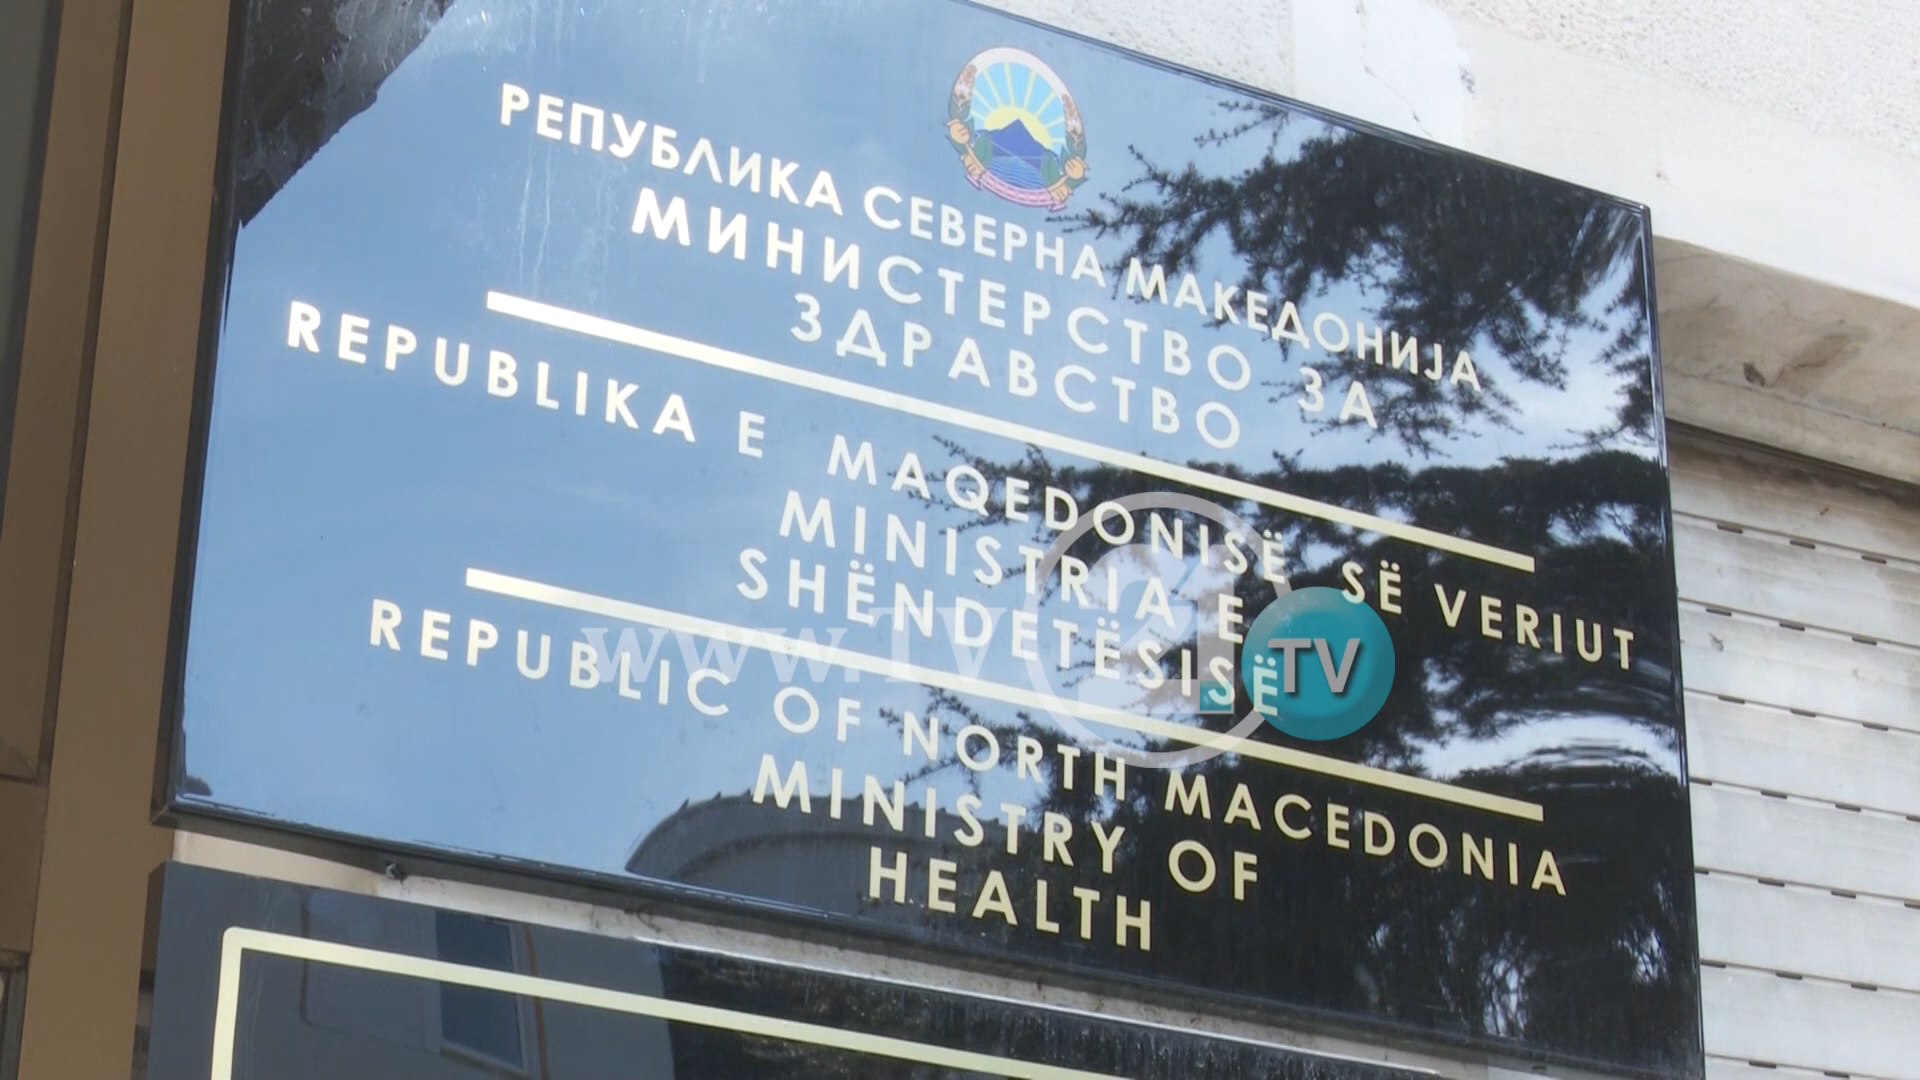 РЕПУБЛИКА СЕВЕРНА МАКЕДОНИЈА
МИНИСТЕРСТВО ЗА
ЗДРАВСТВО
REPUBLIKA E MAQEDONISË SË VERIUT
MINISTRIA E
SHËNDETËSISË
REPUBLIC OF NORTH MACEDONIA
MINISTRY OF
HEALTH
www.TV21.TV